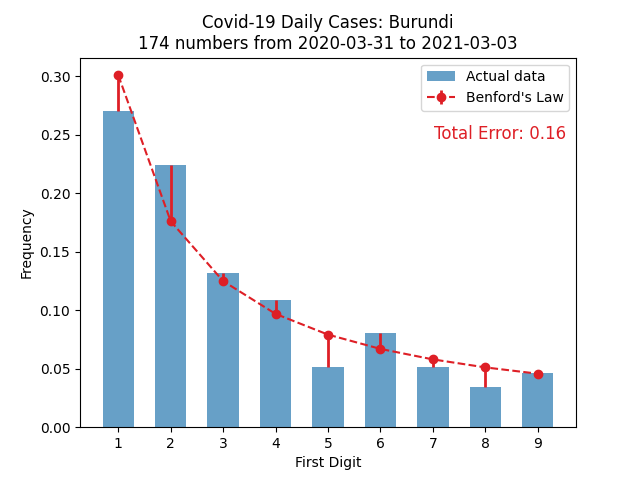 Covid-19 Daily Cases: Burundi
174 numbers from 2020-03-31 to 2021-03-03
Actual data
Benford's Law
Total Error: 0.16
0.30
0.25
0.20
0.15
0.10
0.05
0.00
Frequency
1 2 3 4 5 6 7 8 9
First Digit